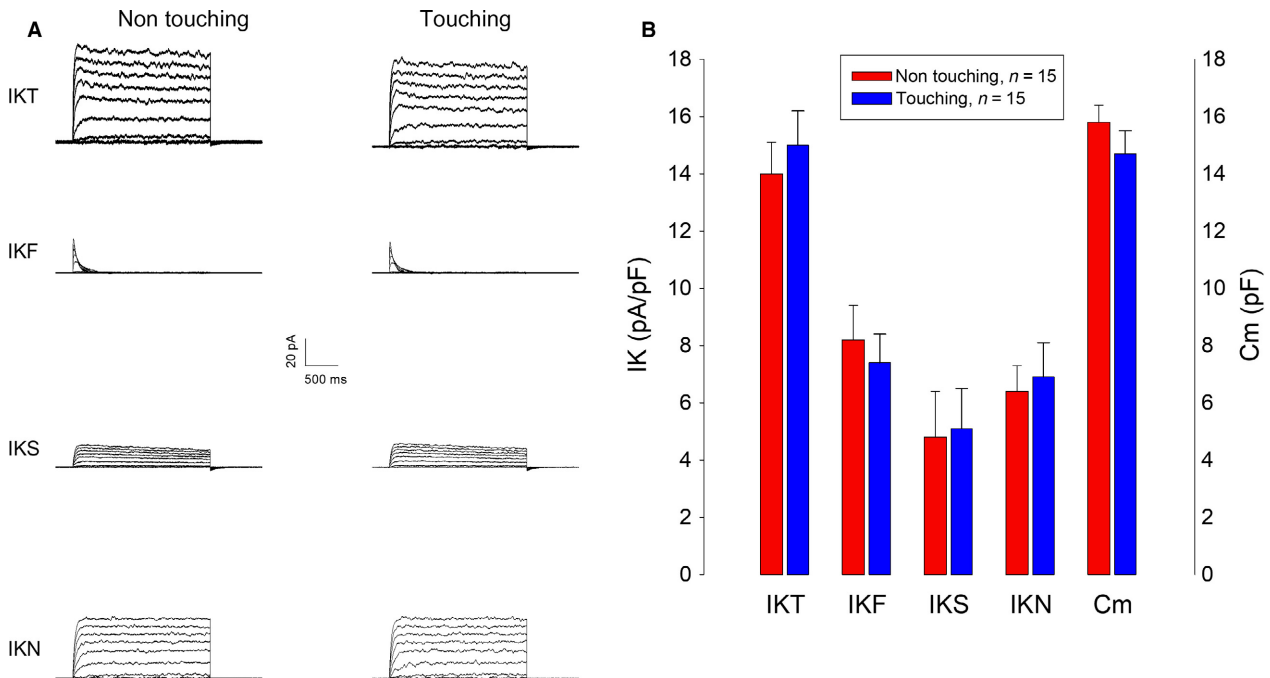 A
Non touching
Touching
IKT
IKF
20 pA
500 ms
IKS
IKN
B
Non touching, n = 15
Touching, n = 15
IK (pA/pF)
18
16
14
12
10
8
6
4
2
0
IKT IKF IKS IKN Cm
18
16
14
12
10
8
6
4
2
0
Cm (pF)